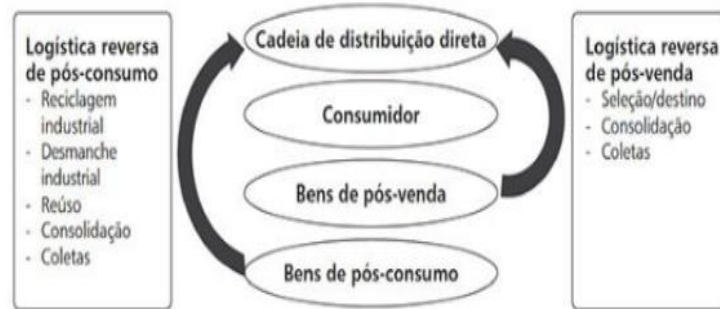 Logística reversa
de pós-consumo
- Reciclagem
industrial
- Desmanche
industrial
- Reúso
- Consolidação
- Coletas
Cadeia de distribuição direta
Consumidor
Bens de pós-venda
Bens de pós-consumo
Logística reversa
de pós-venda
- Seleção/destino
- Consolidação
- Coletas